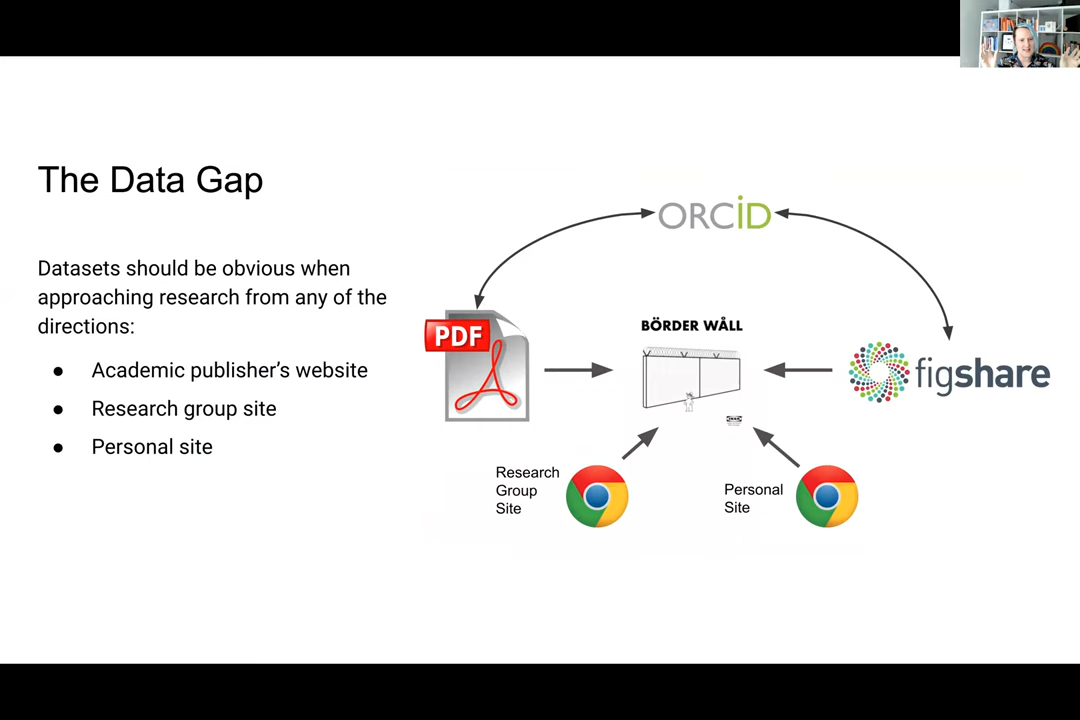 The Data Gap
Datasets should be obvious when
approaching research from any of the
directions:
● Academic publisher's website
● Research group site
● Personal site
ORCiD
PDF
BÖRDER WÅLL
figshare
Research
Group
Site
Personal
Site
IKEA